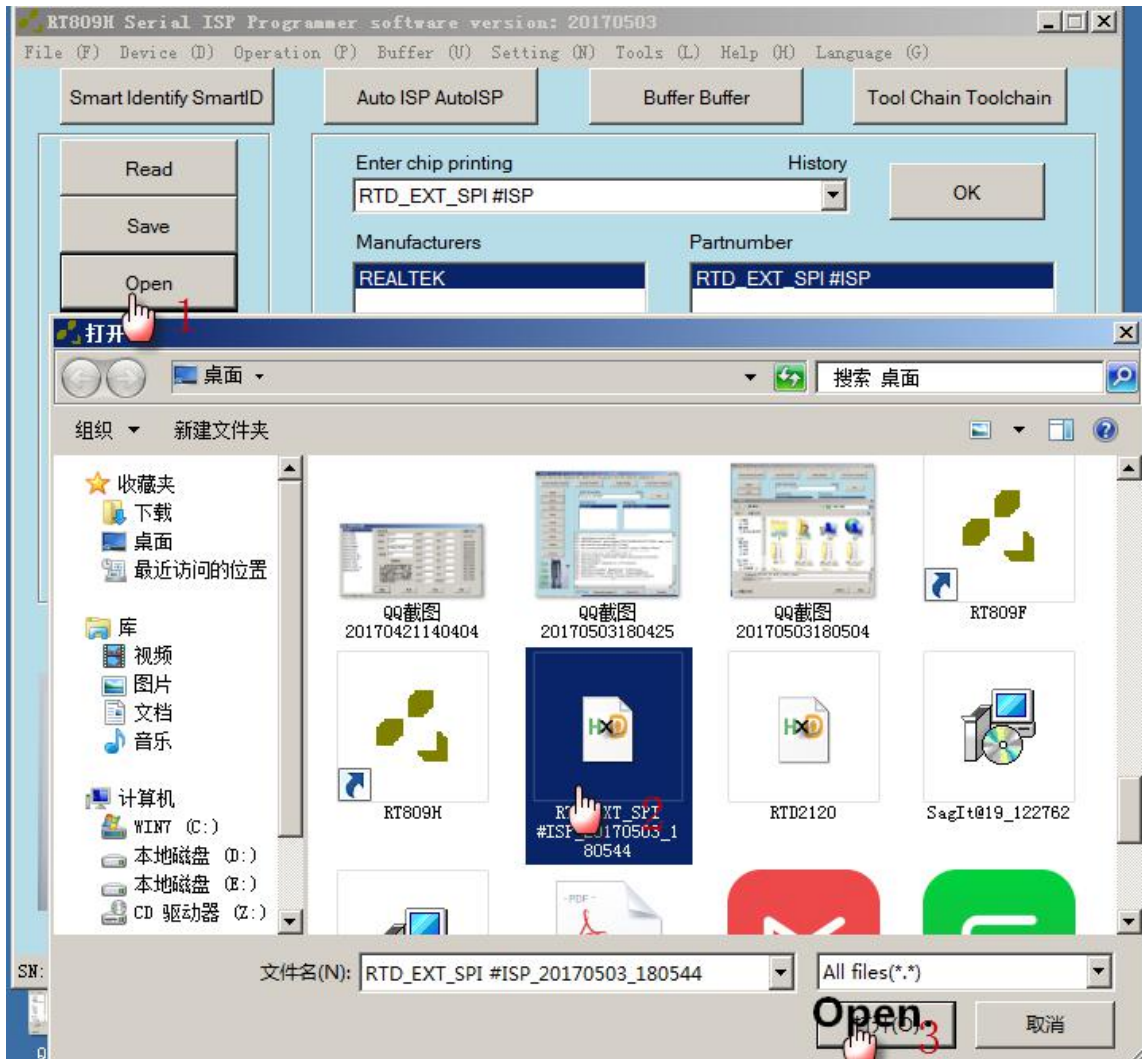 RT809H Serial ISP Programmer software version: 20170503
File (F) Device (D) Operation (P) Buffer (V) Setting (N) Tools (L) Help (H) Language (G)
Smart Identify SmartID
Auto ISP AutoISP
Buffer Buffer
Tool Chain Toolchain
Read
Save
Open
1
Enter chip printing
History
RTD_EXT_SPI #ISP
OK
Manufacturers
Partnumber
REALTEK
RTD_EXT_SPI #ISP
打开
桌面
搜索 桌面
组织
新建文件夹
收藏夹
下载
桌面
最近访问的位置
库
视频
图片
文档
音乐
计算机
WIN7 (C:)
本地磁盘 (D:)
本地磁盘 (E:)
CD 驱动器 (Z:)
QQ截图
20170421140404
QQ截图
20170503180425
QQ截图
20170503180504
RT809F
RT809H
HXD
#ISP_20170503_1
80544
2
HXD
RTD2120
SagIt@19_122762
-PDF-
SN:
文件名(N):
RTD_EXT_SPI #ISP_20170503_180544
All files(*.*)
Open.
3
取消